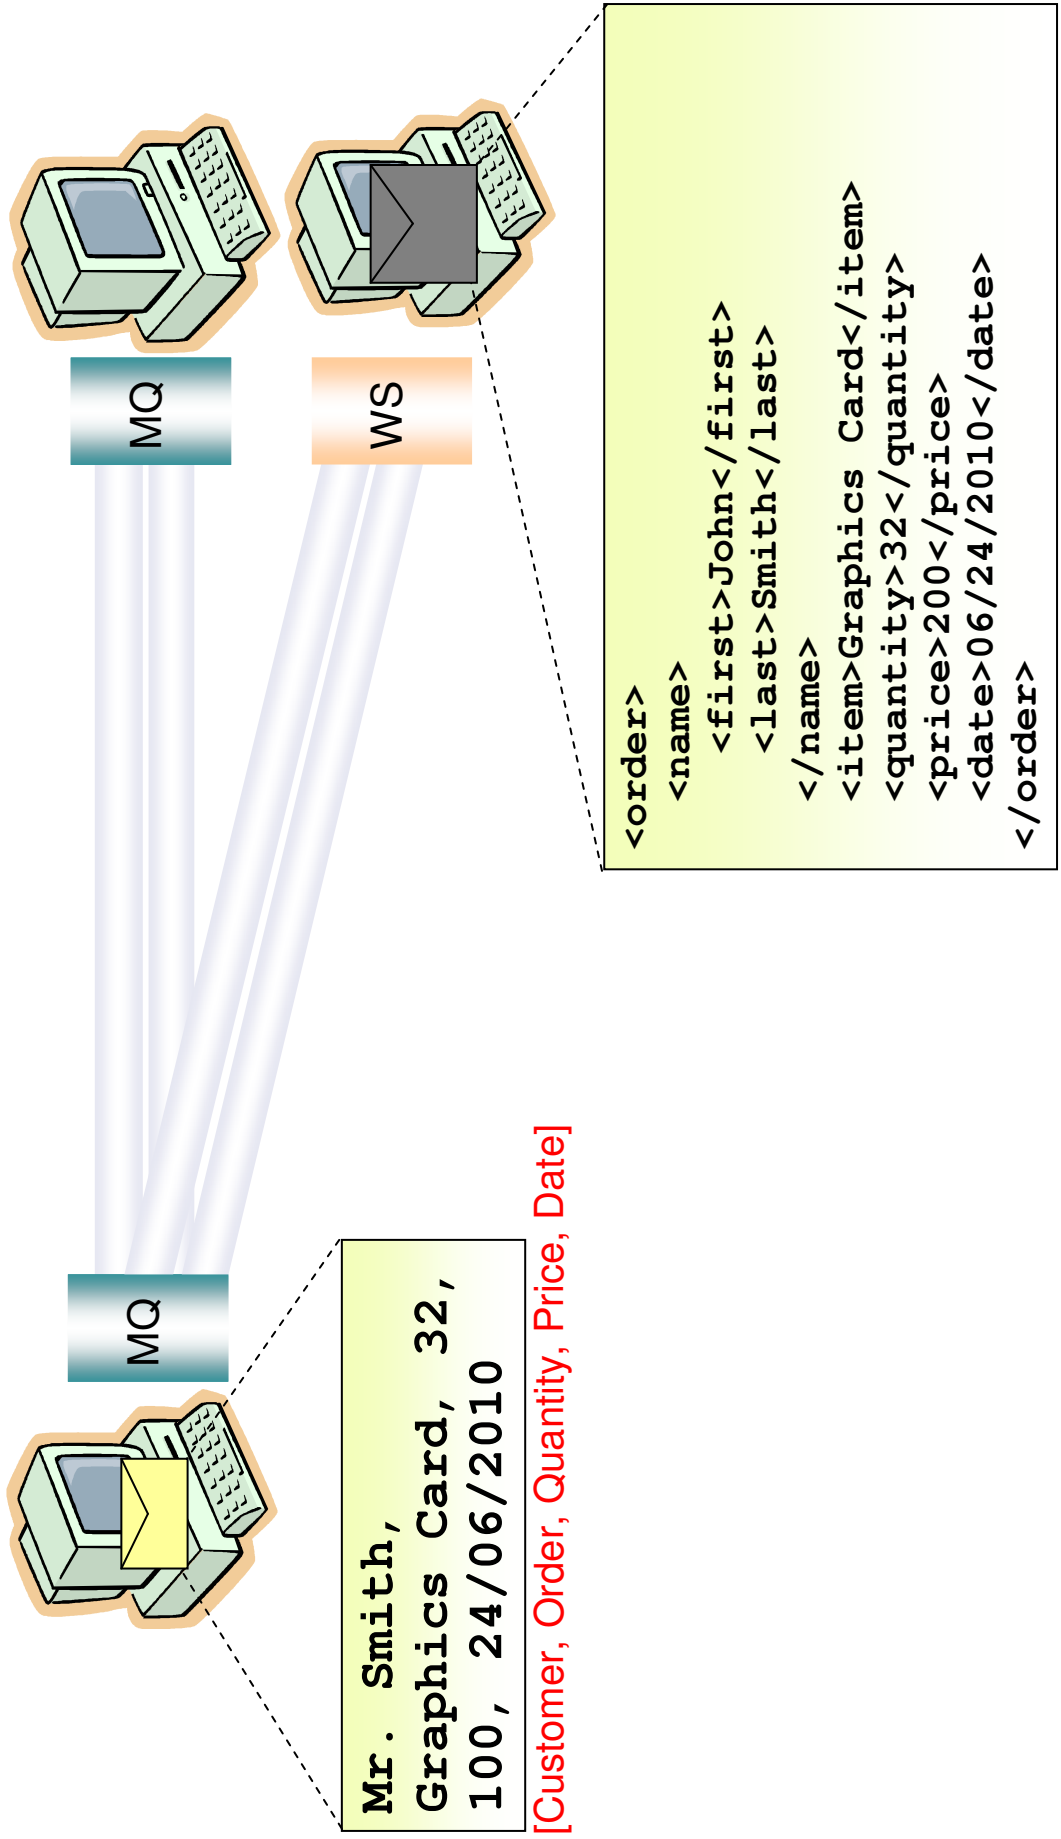 MQ
MQ
WS
Mr. Smith,
Graphics Card, 32,
100, 24/06/2010
[Customer, Order, Quantity, Price, Date]
<order>
<name>
<first>John</first>
<last>Smith</last>
</name>
<item>Graphics Card</item>
<quantity>32</quantity>
<price>200</price>
<date>06/24/2010</date>
</order>